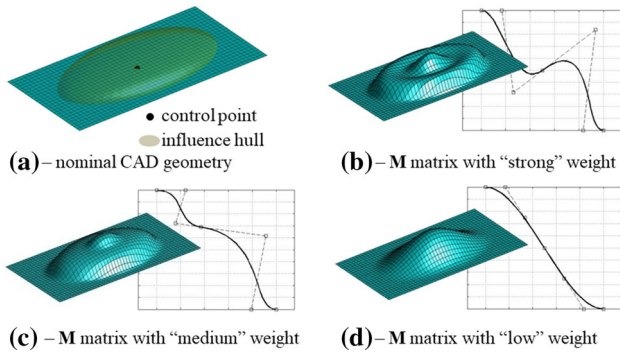 control point
influence hull
(a) – nominal CAD geometry
(b) – M matrix with “strong” weight
(c) – M matrix with “medium” weight
(d) – M matrix with “low” weight